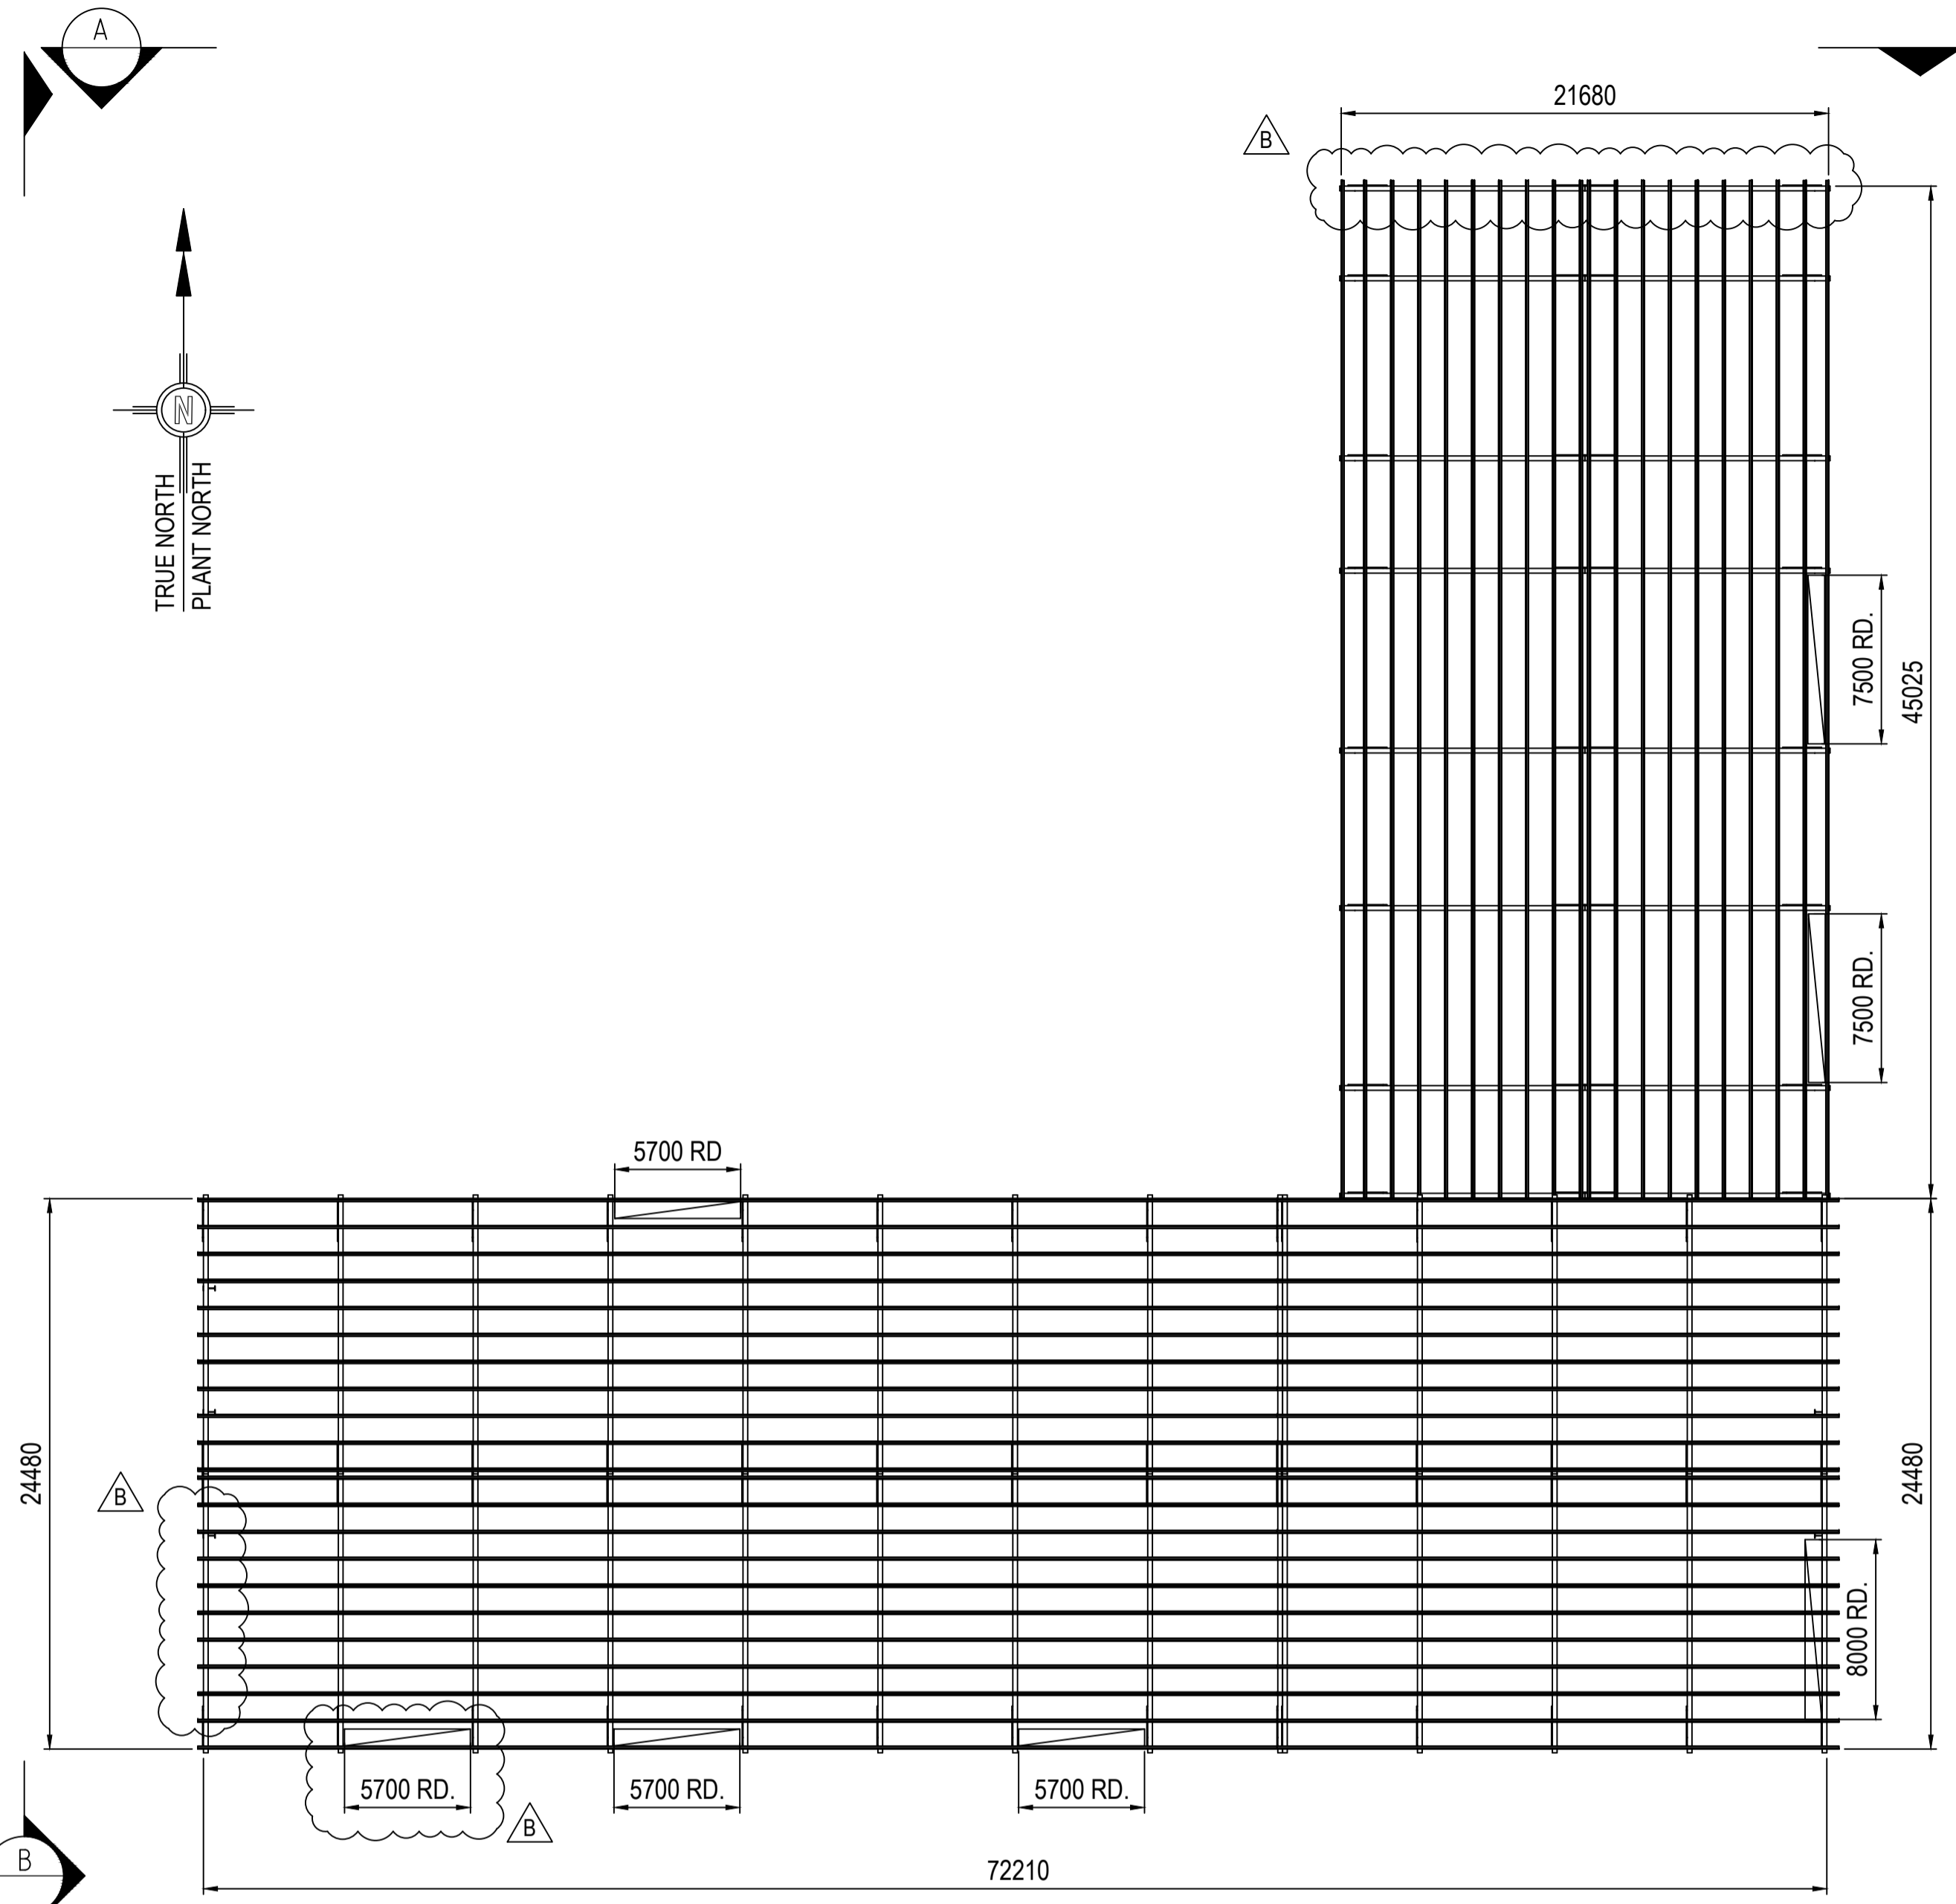 A
21680
B
N
TRUE NORTH
PLANT NORTH
7500 RD.
45025
7500 RD.
5700 RD
24480
24480
B
8000 RD.
5700 RD.
5700 RD.
5700 RD.
B
B
72210